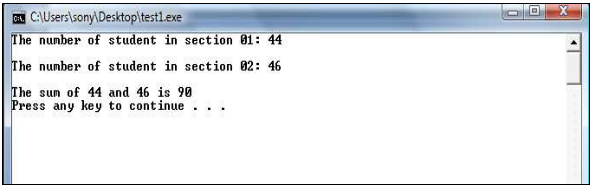 C:\Users\sony\Desktop\test1.exe
The number of student in section 01: 44
The number of student in section 02: 46
The sum of 44 and 46 is 90
Press any key to continue . . .